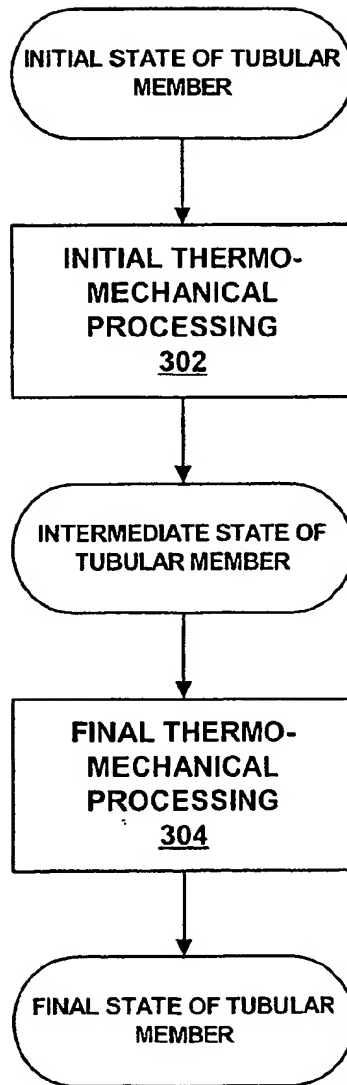 INITIAL STATE OF TUBULAR
MEMBER
INITIAL THERMO-
MECHANICAL
PROCESSING
302
INTERMEDIATE STATE OF
TUBULAR MEMBER
FINAL THERMO-
MECHANICAL
PROCESSING
304
FINAL STATE OF TUBULAR
MEMBER